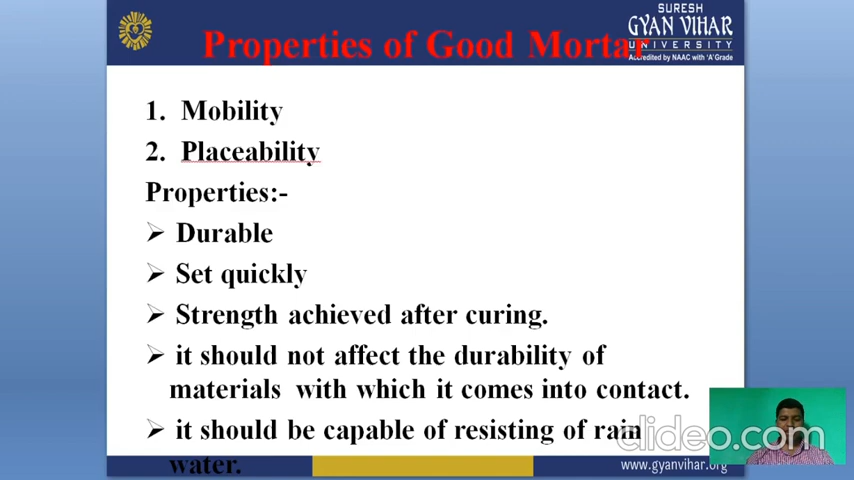 SURESH
GYAN VIHAR
UNIVERSITY
Accredited by NAAC with 'A' Grade
Properties of Good Mortar
1. Mobility
2. Placeability
Properties:-
➢ Durable
➢ Set quickly
➢ Strength achieved after curing.
➢ it should not affect the durability of
materials with which it comes into contact.
➢ it should be capable of resisting of rain
water.
clideo.com
www.gyanvihar.org